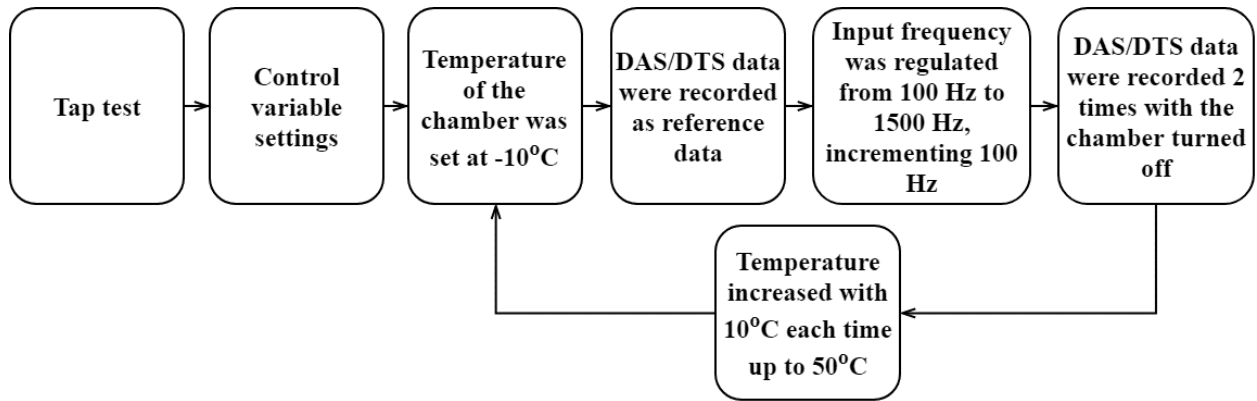 Tap test
Control
variable
settings
Temperature
of the
chamber was
set at -10°C
DAS/DTS data
were recorded
as reference
data
Input frequency
was regulated
from 100 Hz to
1500 Hz,
incrementing 100
Hz
DAS/DTS data
were recorded 2
times with the
chamber turned
off
Temperature
increased with
10°C each time
up to 50°C